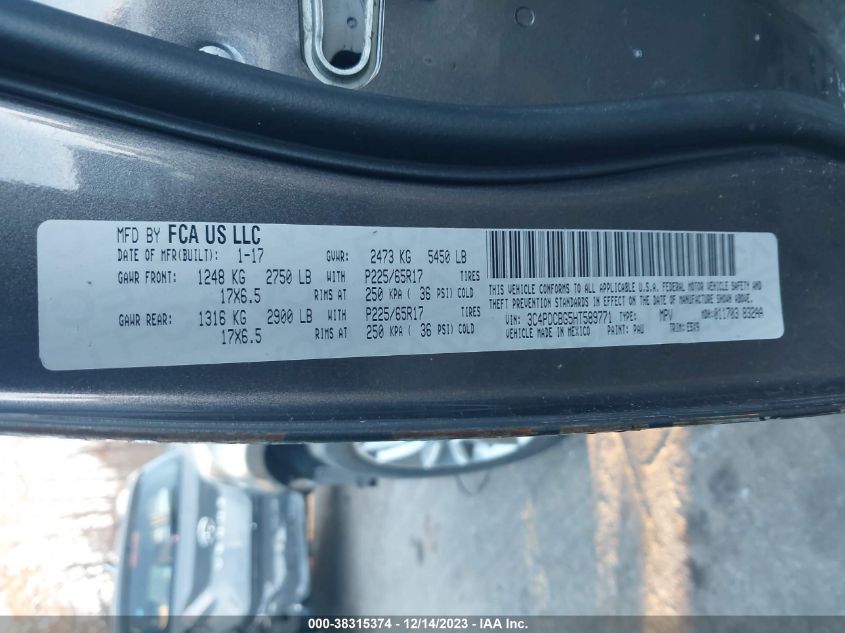 MFD BY FCA US LLC
DATE OF MFR(BUILT): 1-17 GVWR: 2473 KG 5450 LB
GAWR FRONT: 1248 KG 2750 LB WITH P225/65R17 TIRES
17X6.5 RIMS AT 250 KPA ( 36 PSI) COLD
GAWR REAR: 1316 KG 2900 LB WITH P225/65R17 TIRES
17X6.5 RIMS AT 250 KPA ( 36 PSI) COLD
THIS VEHICLE CONFORMS TO ALL APPLICABLE U.S.A. FEDERAL MOTOR VEHICLE SAFETY AND
THEFT PREVENTION STANDARDS IN EFFECT ON THE DATE OF MANUFACTURE SHOWN ABOVE.
VIN: 3C4PDCBG5HT589771 TYPE: MPV MDH: 011703 832AA
VEHICLE MADE IN MEXICO PAINT: PAU TRIM:
000-38315374 - 12/14/2023 - IAA Inc.